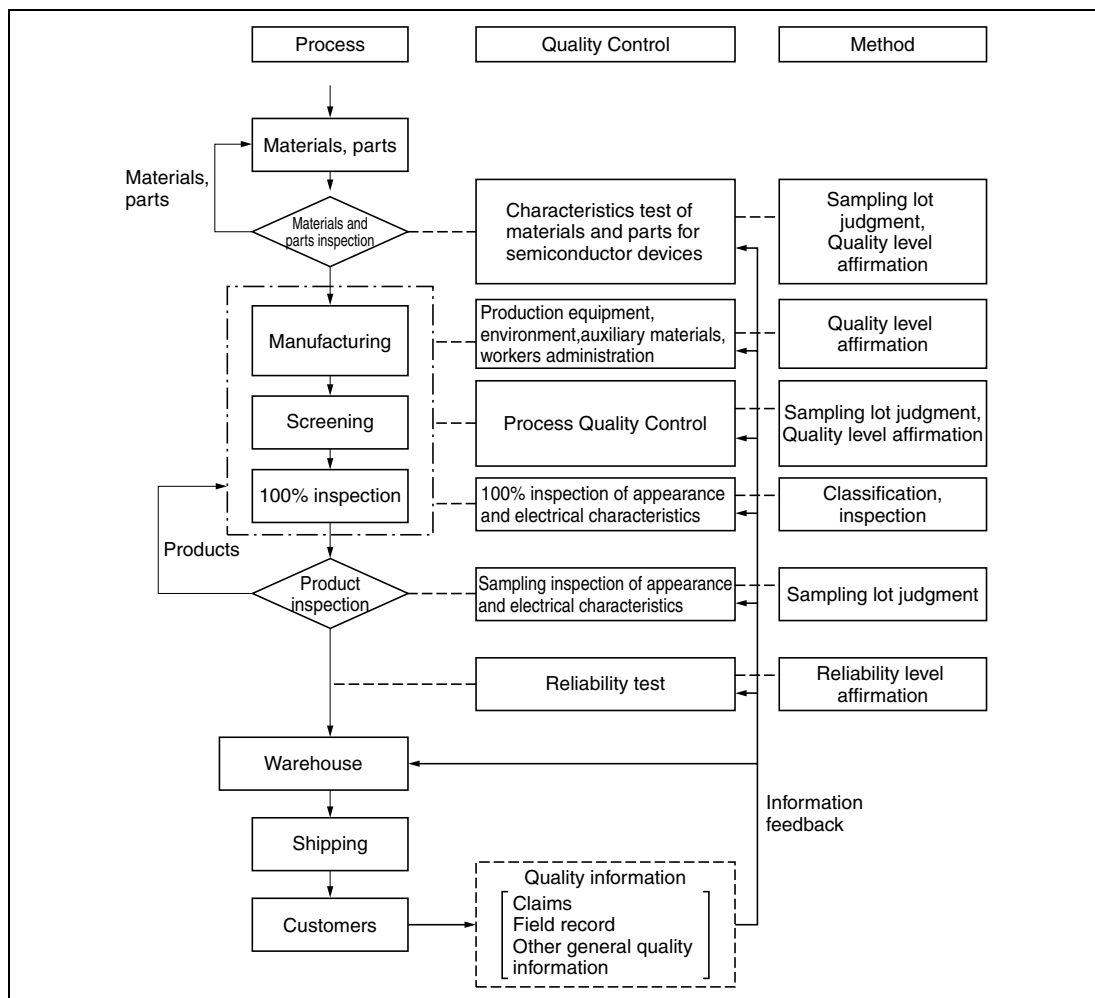 Process
Quality Control
Method
Materials, parts
Materials,
parts
Materials and
parts inspection
Characteristics test of
materials and parts for
semiconductor devices
Sampling lot
judgment,
Quality level
affirmation
Manufacturing
Production equipment,
environment,auxiliary materials,
workers administration
Quality level
affirmation
Screening
Process Quality Control
Sampling lot judgment,
Quality level affirmation
100% inspection
100% inspection of appearance
and electrical characteristics
Classification,
inspection
Products
Product
inspection
Sampling inspection of appearance
and electrical characteristics
Sampling lot judgment
Reliability test
Reliability level
affirmation
Warehouse
Information
feedback
Shipping
Customers
Quality information
Claims
Field record
Other general quality
information